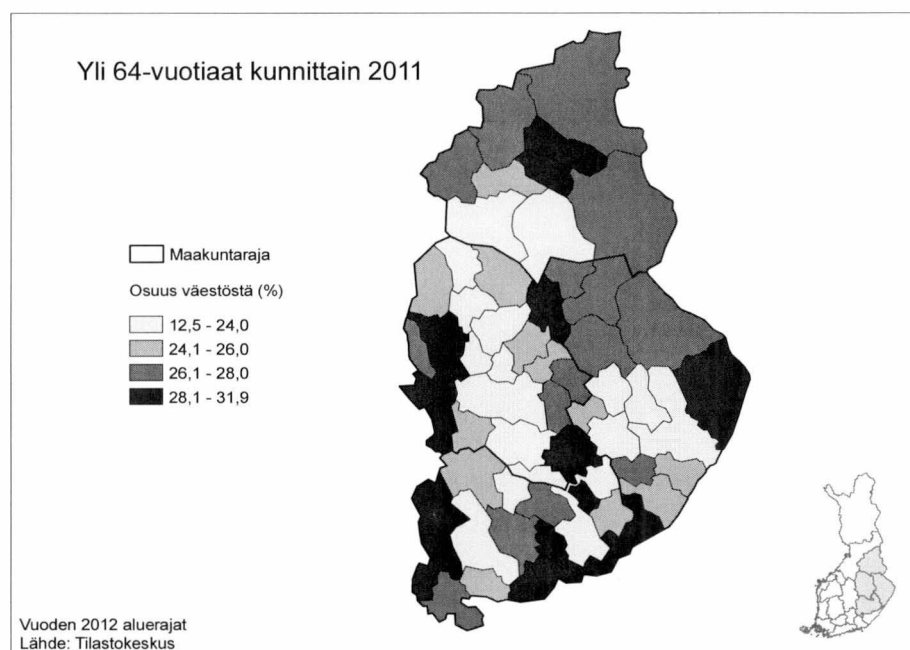 Yli 64-vuotiaat kunnittain 2011
Maakuntaraja
Osuus väestöstä (%)
12,5 - 24,0
24,1 - 26,0
26,1 - 28,0
28,1 - 31,9
Vuoden 2012 aluerajat
Lähde: Tilastokeskus